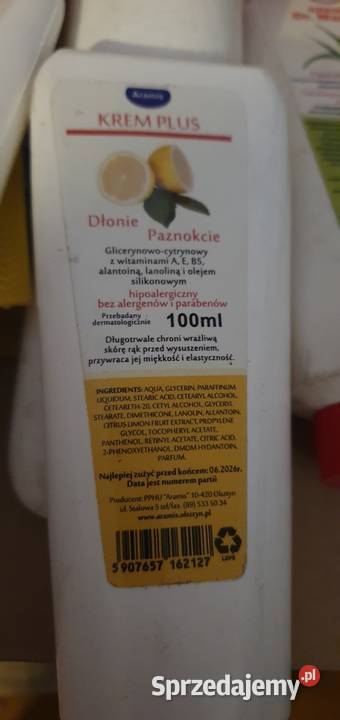 Aramis
KREM PLUS
Dłonie
Paznokcie
Glicerynowo-cytrynowy
z witaminami A, E, B5,
alantoiną, lanoliną i olejem
silikonowym
hipoalergiczny
bez alergenów i parabenów
Przebadany
dermatologicznie 100ml
Długotrwale chroni wrażliwą
skórę rąk przed wysuszeniem,
przywraca jej miękkość i elastyczność.
INGREDIENTS: AQUA, GLYCERIN, PARAFFINUM
LIQUIDUM, STEARIC ACID, CETEARYL ALCOHOL,
CETEARETH-20, CETYL ALCOHOL, GLYCERYL
STEARATE, DIMETHICONE, LANOLIN, ALLANTOIN,
CITRUS LIMON FRUIT EXTRACT, PROPYLENE
GLYCOL, TOCOPHERYL ACETATE,
PANTHENOL, RETINYL ACETATE, CITRIC ACID,
2-PHENOXYETHANOL, DMDM HYDANTOIN,
PARFUM.
Najlepiej zużyć przed końcem: 06.2026r.
Data jest numerem partii
Producent: PPHU "Aramis" 10-420 Olsztyn
ul. Stalowa 5 tel/fax. (89) 533 50 34
www.aramis.olsztyn.pl
5 907657 162127
LDPE
Sprzedajemy.pl